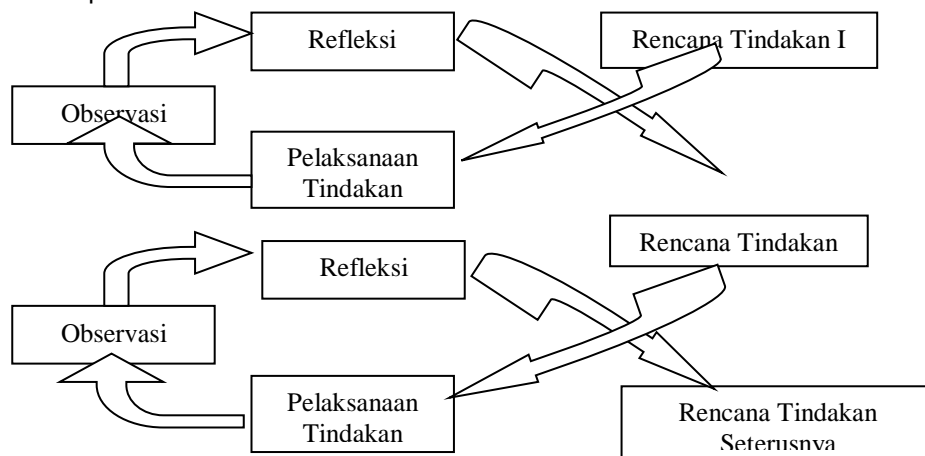 Refleksi
Rencana Tindakan I
Observasi
Pelaksanaan
Tindakan
Rencana Tindakan
Refleksi
Observasi
Pelaksanaan
Tindakan
Rencana Tindakan
Seterusnya